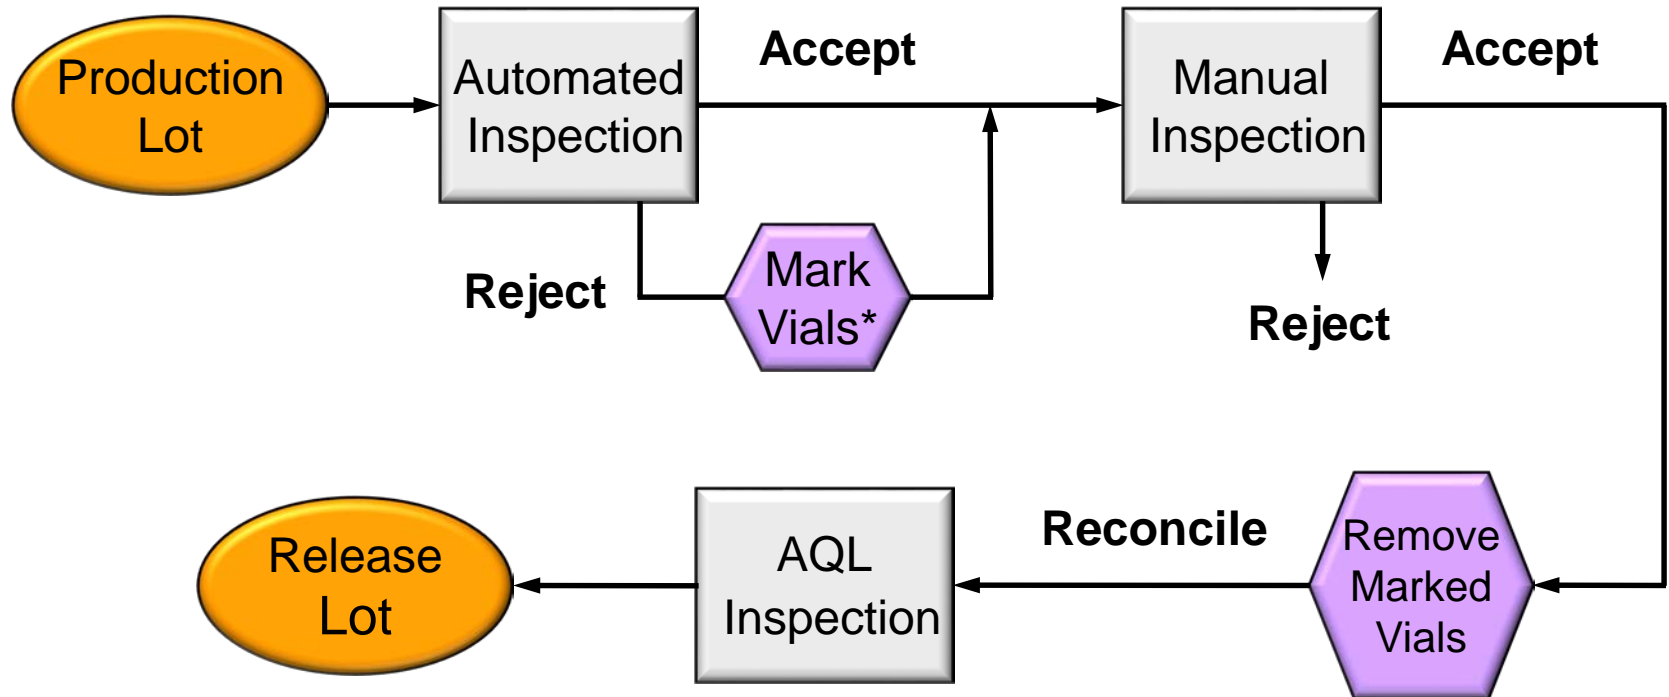 Production
Lot
Automated
Inspection
Accept
Manual
Inspection
Accept
Reject
Mark
Vials*
Reject
Release
Lot
AQL
Inspection
Reconcile
Remove
Marked
Vials